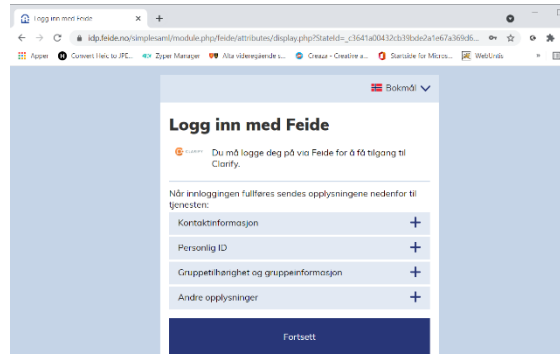 Logg inn med Feide
idp.feide.no/simplesaml/module.php/feide/attributes/display.php?StateId=_c3641a00432cb39bde2a1e67a369d6...
Apper Convert Heic to JPE... Zyper Manager Alta videregående s... Creaza - Creative a... Startside for Micros... WebUntis »
Bokmål
Logg inn med Feide
Du må logge deg på via Feide for å få tilgang til
Clarify.
Når innloggingen fullføres sendes opplysningene nedenfor til
tjenesten:
Kontaktinformasjon
Personlig ID
Gruppetilhørighet og gruppeinformasjon
Andre opplysninger
Fortsett